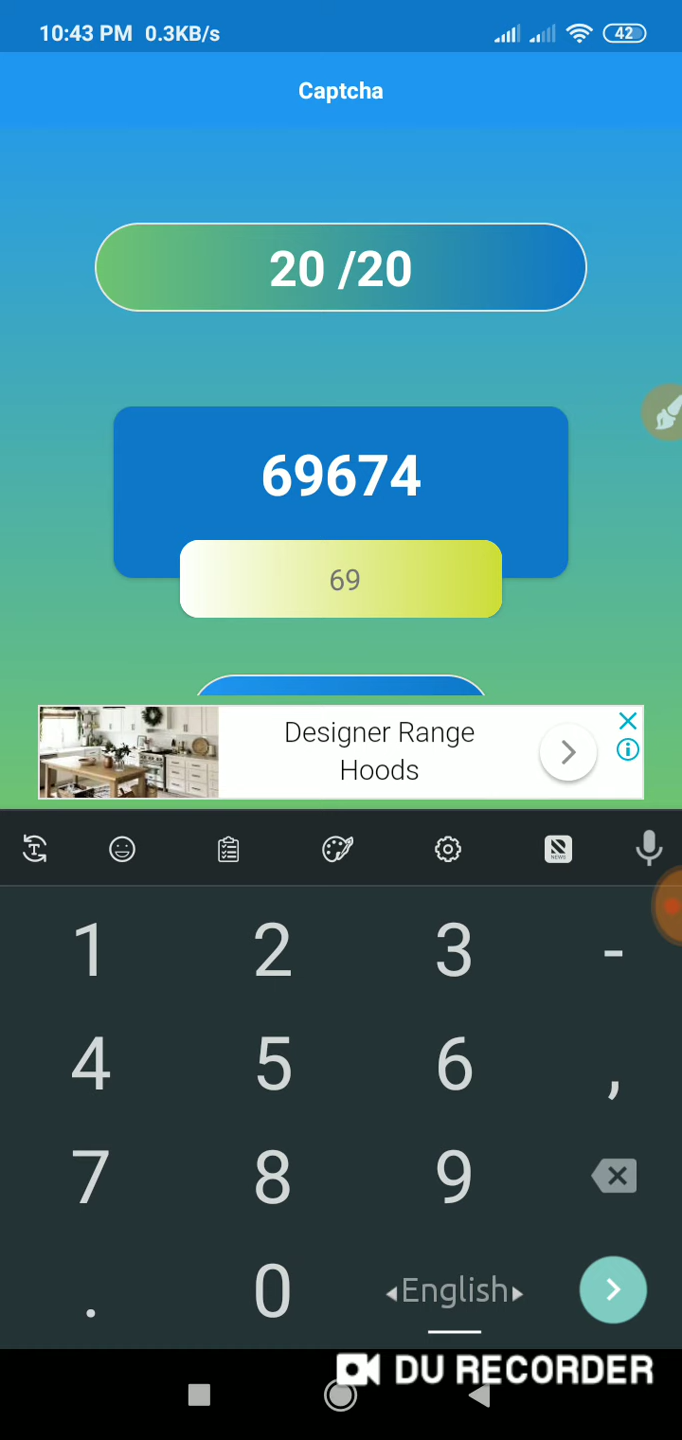 10:43 PM 0.3KB/s 42
Captcha
20 /20
69674
69
Designer Range
Hoods
NEWS
1 2 3 -
4 5 6 ,
7 8 9
. 0 English
DU RECORDER